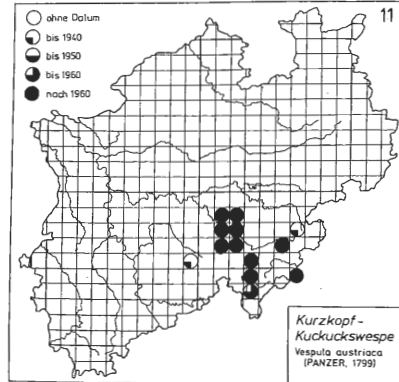 ohne Datum
bis 1940
bis 1950
bis 1960
nach 1960
11
Kurzkopf-
Kuckuckswespe
Vespula austriaca
(PANZER, 1799)